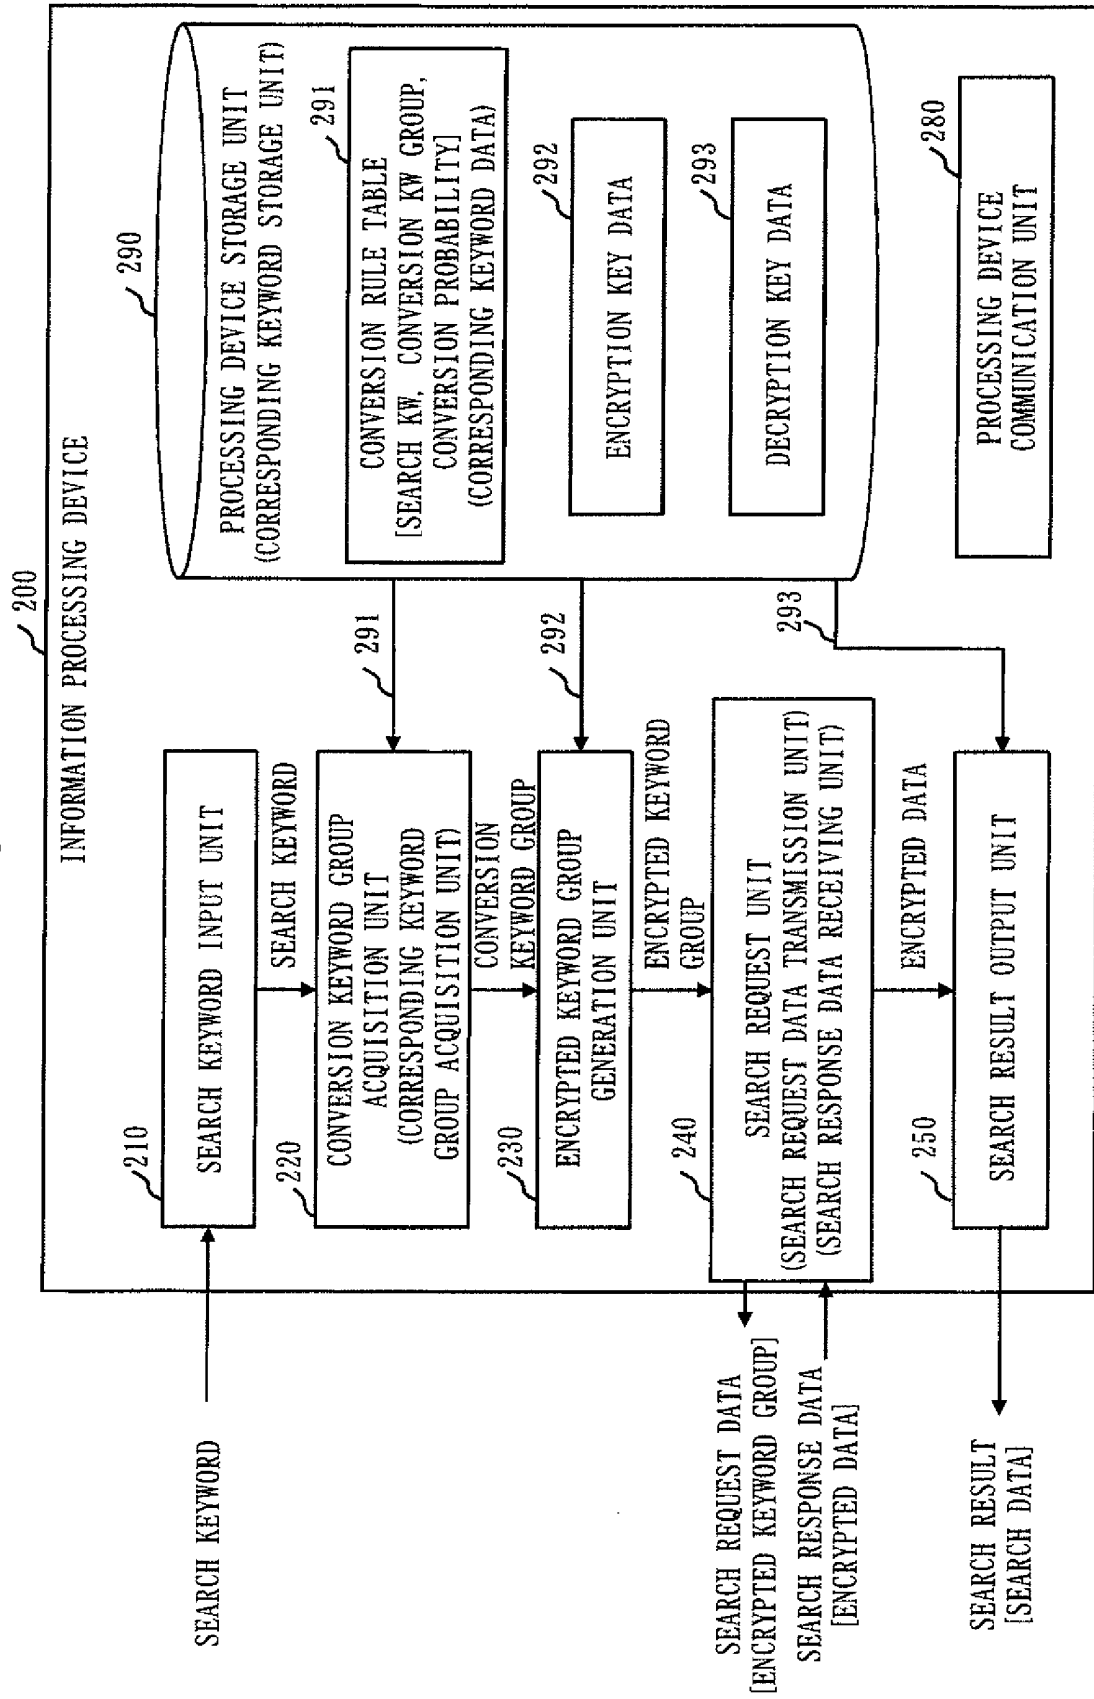 200
INFORMATION PROCESSING DEVICE
SEARCH KEYWORD
210
SEARCH KEYWORD INPUT UNIT
SEARCH KEYWORD
220
CONVERSION KEYWORD GROUP
ACQUISITION UNIT
(CORRESPONDING KEYWORD
GROUP ACQUISITION UNIT)
291
CONVERSION
KEYWORD GROUP
230
ENCRYPTED KEYWORD GROUP
GENERATION UNIT
292
ENCRYPTED KEYWORD
GROUP
240
SEARCH REQUEST UNIT
(SEARCH REQUEST DATA TRANSMISSION UNIT)
(SEARCH RESPONSE DATA RECEIVING UNIT)
SEARCH REQUEST DATA
[ENCRYPTED KEYWORD GROUP]
SEARCH RESPONSE DATA
[ENCRYPTED DATA]
ENCRYPTED DATA
293
250
SEARCH RESULT OUTPUT UNIT
SEARCH RESULT
[SEARCH DATA]
290
PROCESSING DEVICE STORAGE UNIT
(CORRESPONDING KEYWORD STORAGE UNIT)
291
CONVERSION RULE TABLE
[SEARCH KW, CONVERSION KW GROUP,
CONVERSION PROBABILITY]
(CORRESPONDING KEYWORD DATA)
292
ENCRYPTION KEY DATA
293
DECRYPTION KEY DATA
280
PROCESSING DEVICE
COMMUNICATION UNIT